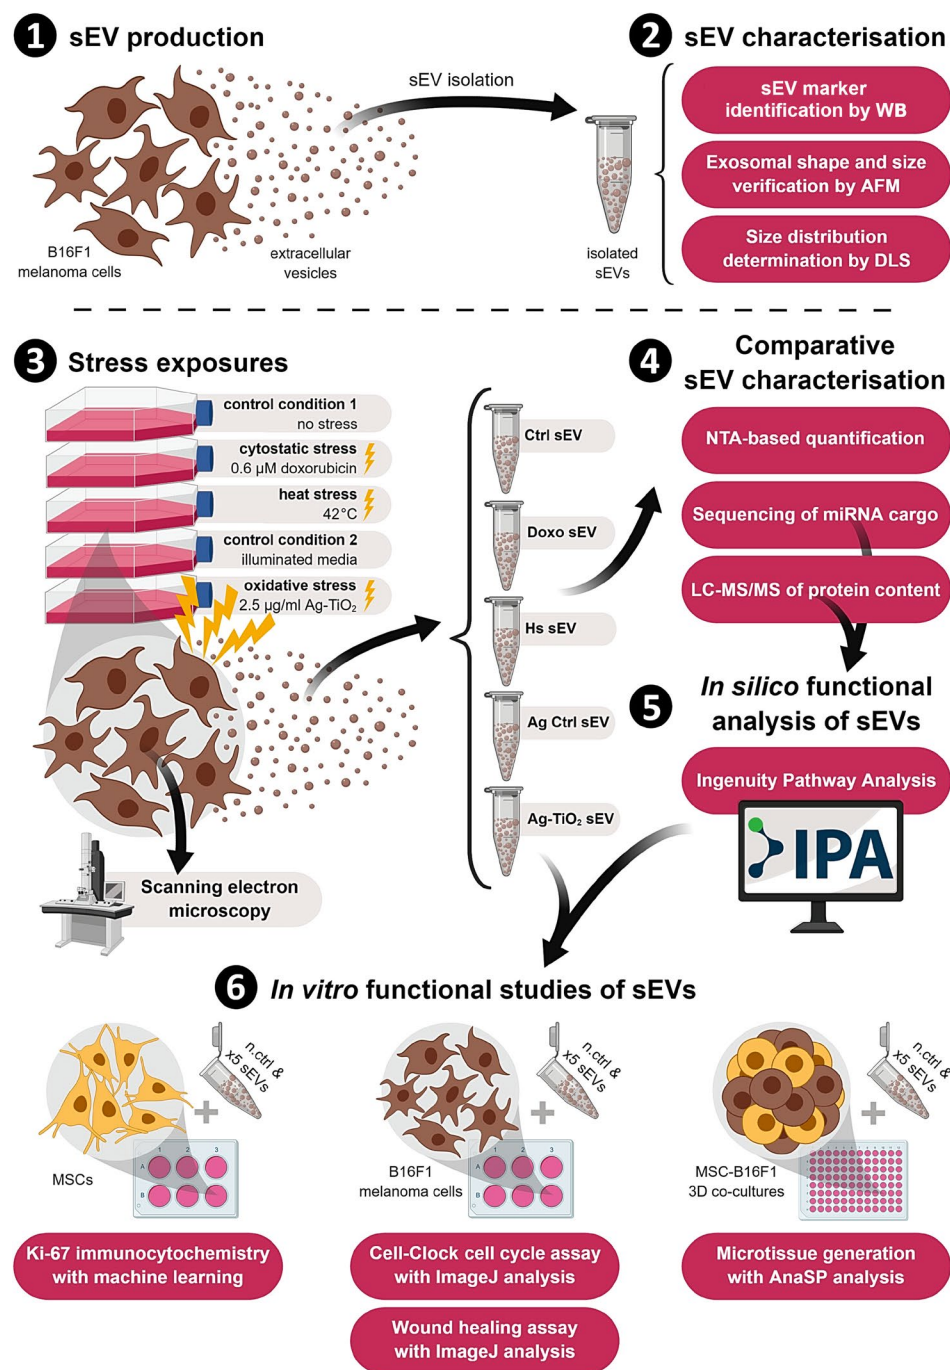 1 sEV production
sEV isolation
B16F1
melanoma cells
extracellular
vesicles
isolated
sEVs
2 sEV characterisation
sEV marker
identification by WB
Exosomal shape and size
verification by AFM
Size distribution
determination by DLS
3 Stress exposures
control condition 1
no stress
cytostatic stress
0.6 µM doxorubicin
heat stress
42°C
control condition 2
illuminated media
oxidative stress
2.5 µg/ml Ag-TiO₂
Scanning electron
microscopy
Ctrl sEV
Doxo sEV
Hs sEV
Ag Ctrl sEV
Ag-TiO₂ sEV
4 Comparative
sEV characterisation
NTA-based quantification
Sequencing of miRNA cargo
LC-MS/MS of protein content
5 In silico functional
analysis of sEVs
Ingenuity Pathway Analysis
IPA
6 In vitro functional studies of sEVs
n.ctrl &
x5 sEVs
MSCs
1 2 3
A
B
Ki-67 immunocytochemistry
with machine learning
n.ctrl &
x5 sEVs
B16F1
melanoma cells
1 2 3
A
B
Cell-Clock cell cycle assay
with ImageJ analysis
Wound healing assay
with ImageJ analysis
n.ctrl &
x5 sEVs
MSC-B16F1
3D co-cultures
Microtissue generation
with AnaSP analysis